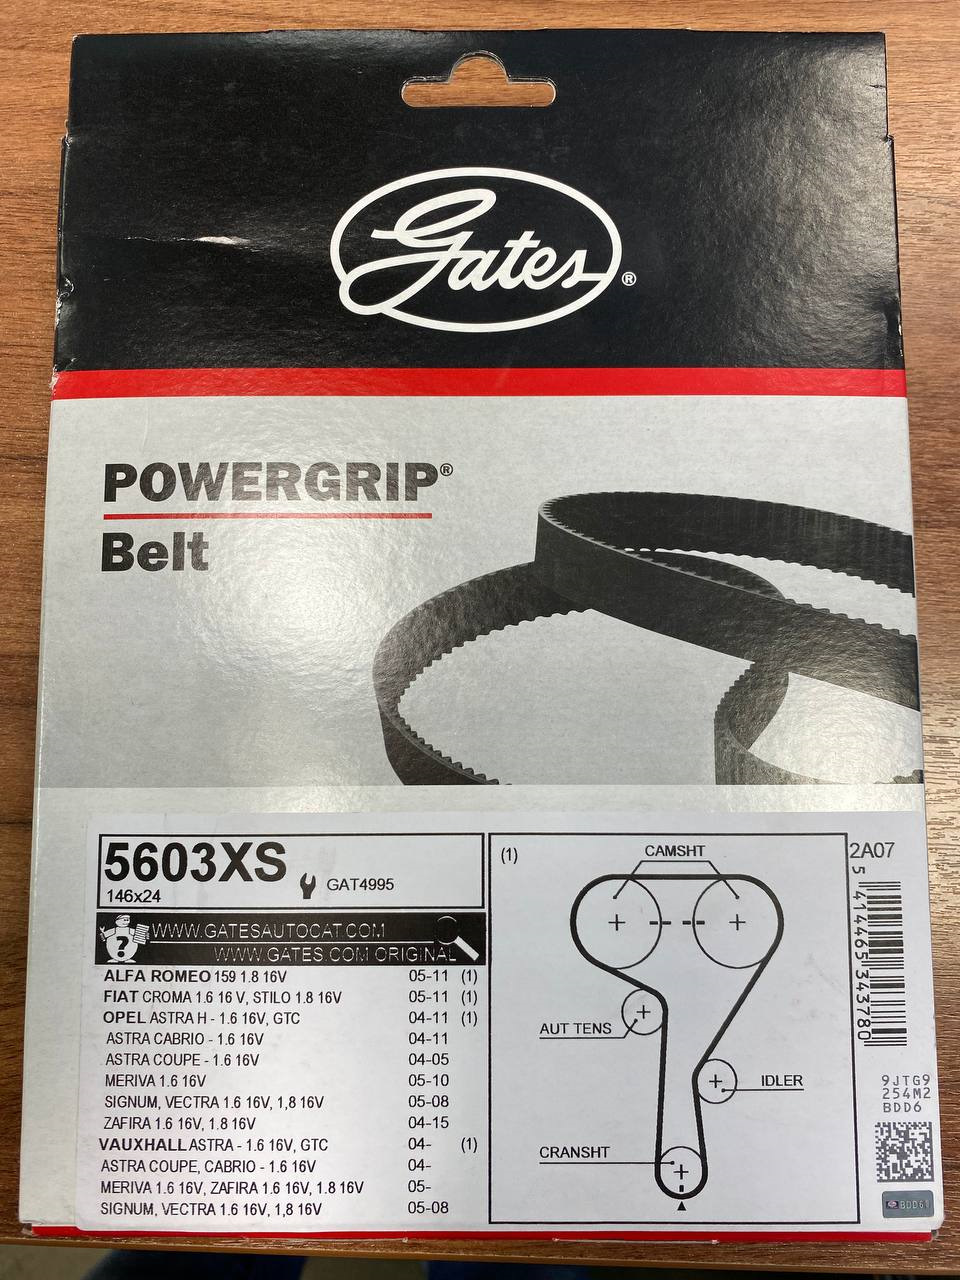 Gates®
POWERGRIP®
Belt
5603XS
146x24
GAT4995
WWW.GATESAUTOCAT.COM
WWW.GATES.COM ORIGINAL
ALFA ROMEO 159 1.8 16V 05-11 (1)
FIAT CROMA 1.6 16 V, STILO 1.8 16V 05-11 (1)
OPEL ASTRA H - 1.6 16V, GTC 04-11 (1)
ASTRA CABRIO - 1.6 16V 04-11
ASTRA COUPE - 1.6 16V 04-05
MERIVA 1.6 16V 05-10
SIGNUM, VECTRA 1.6 16V, 1,8 16V 05-08
ZAFIRA 1.6 16V, 1.8 16V 04-15
VAUXHALL ASTRA - 1.6 16V, GTC 04- (1)
ASTRA COUPE, CABRIO - 1.6 16V 04-
MERIVA 1.6 16V, ZAFIRA 1.6 16V, 1.8 16V 05-
SIGNUM, VECTRA 1.6 16V, 1,8 16V 05-08
(1)
CAMSHT
AUT TENS
IDLER
CRANSHT
2A07
5 414465 343780
9JTG9
254M2
BDD6
BDD61